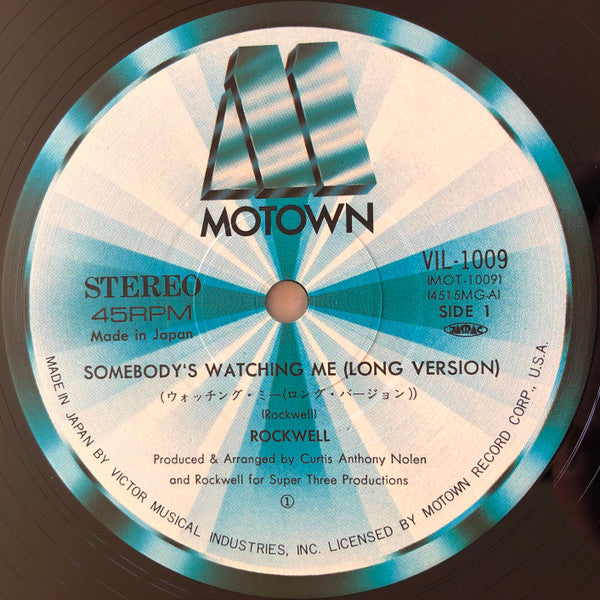 MOTOWN
STEREO
45RPM
Made in Japan
VIL-1009
(MOT-1009)
(4515MG-A)
SIDE 1
JASRAC
SOMEBODY'S WATCHING ME (LONG VERSION)
(ウォッチング・ミー(ロング・バージョン))
(Rockwell)
ROCKWELL
Produced & Arranged by Curtis Anthony Nolen
and Rockwell for Super Three Productions
①
MADE IN JAPAN BY VICTOR MUSICAL INDUSTRIES, INC. LICENSED BY MOTOWN RECORD CORP., U.S.A.